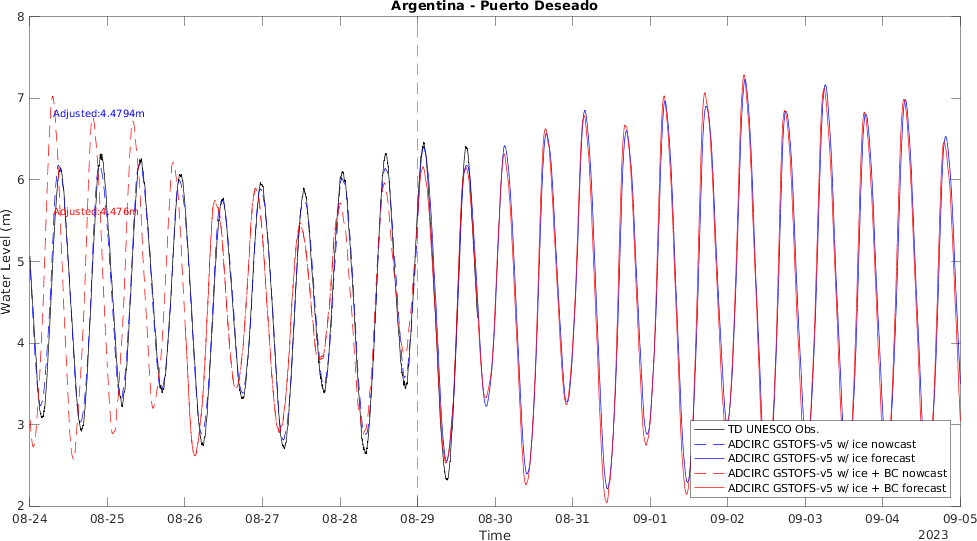 Argentina - Puerto Deseado
8
7
6
5
4
3
2
Water Level (m)
Adjusted:4.4794m
Adjusted:4.476m
TD UNESCO Obs.
ADCIRC GSTOFS-v5 w/ ice nowcast
ADCIRC GSTOFS-v5 w/ ice forecast
ADCIRC GSTOFS-v5 w/ ice + BC nowcast
ADCIRC GSTOFS-v5 w/ ice + BC forecast
08-24 08-25 08-26 08-27 08-28 08-29 08-30 08-31 09-01 09-02 09-03 09-04 09-05
Time
2023